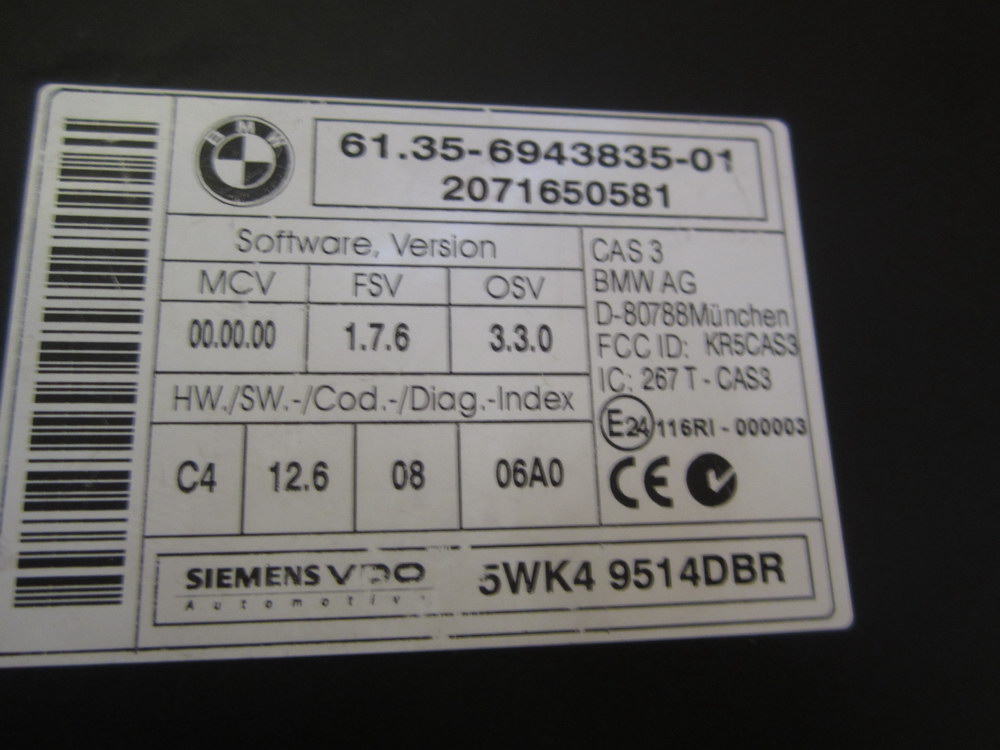 BMW
61.35-6943835-01
2071650581
Software, Version
MCV FSV OSV
00.00.00 1.7.6 3.3.0
HW./SW.-/Cod.-/Diag.-Index
C4 12.6 08 06A0
CAS 3
BMW AG
D-80788München
FCC ID: KR5CAS3
IC: 267 T - CAS3
E24 116RI - 000003
CE
SIEMENS VDO
Automotiv
5WK4 9514DBR